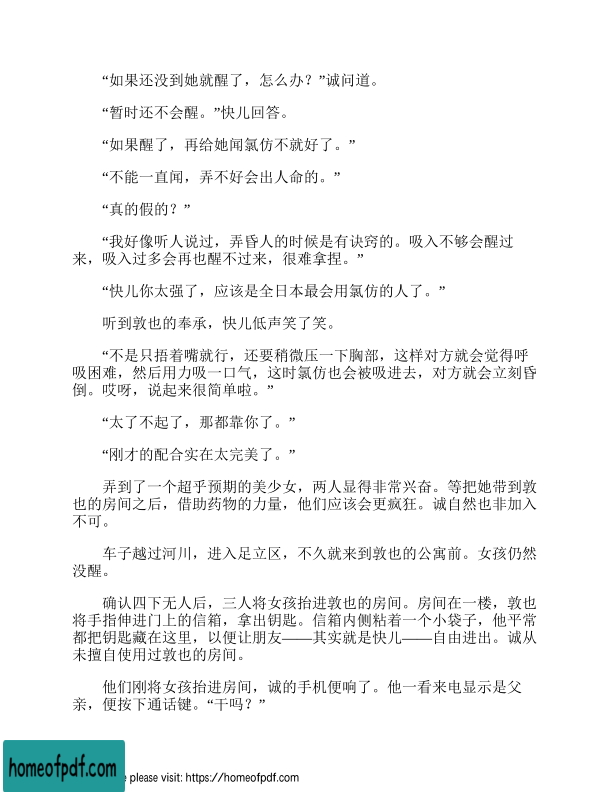 “如果还没到她就醒了，怎么办？”诚问道。
“暂时还不会醒。”快儿回答。
“如果醒了，再给她闻氯仿不就好了。”
“不能一直闻，弄不好会出人命的。”
“真的假的？”
“我好像听人说过，弄昏人的时候是有诀窍的。吸入不够会醒过
来，吸入过多会再也醒不过来，很难拿捏。”
“快儿你太强了，应该是全日本最会用氯仿的人了。”
听到敦也的奉承，快儿低声笑了笑。
“不是只捂着嘴就行，还要稍微压一下胸部，这样对方就会觉得呼
吸困难，然后用力吸一口气，这时氯仿也会被吸进去，对方就会立刻昏
倒。哎呀，说起来很简单啦。”
“太了不起了，那都靠你了。”
“刚才的配合实在太完美了。”
弄到了一个超乎预期的美少女，两人显得非常兴奋。等把她带到敦
也的房间之后，借助药物的力量，他们应该会更疯狂。诚自然也非加入
不可。
车子越过河川，进入足立区，不久就来到敦也的公寓前。女孩仍然
没醒。
确认四下无人后，三人将女孩抬进敦也的房间。房间在一楼，敦也
将手指伸进门上的信箱，拿出钥匙。信箱内侧粘着一个小袋子，他平常
都把钥匙藏在这里，以便让朋友——其实就是快儿——自由进出。诚从
未擅自使用过敦也的房间。
他们刚将女孩抬进房间，诚的手机便响了。他一看来电显示是父
亲，便按下通话键。“干吗？”
homeofpdf.com
please visit: https://homeofpdf.com